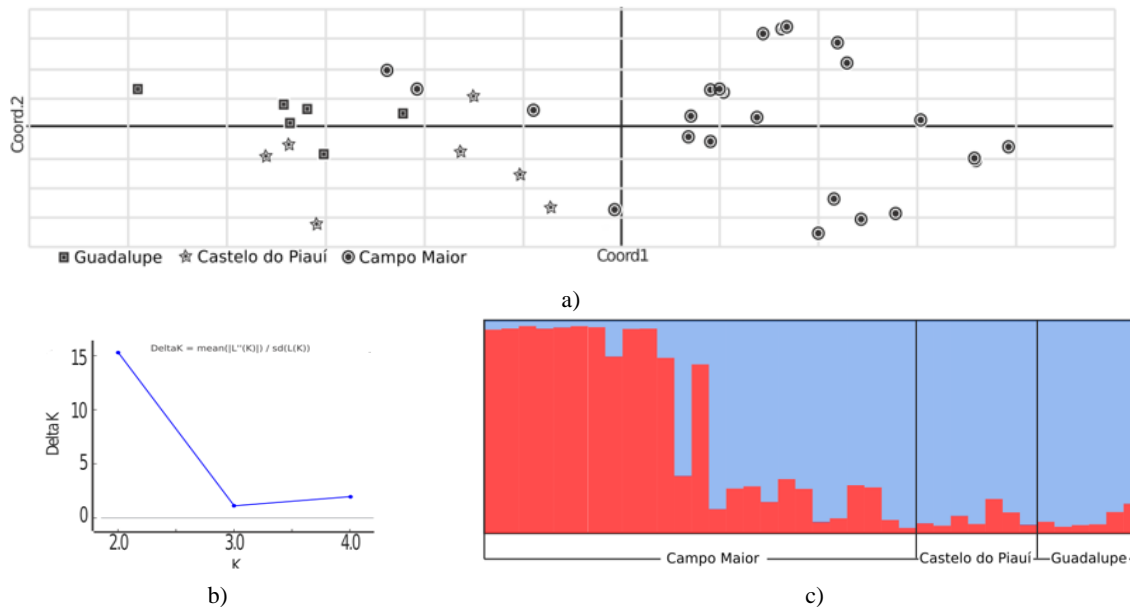 Coord.2
Guadalupe Castelo do Piauí Campo Maior
Coord1
a)
DeltaK = mean(|L''(K)|) / sd(L(K))
Delta K
15
10
5
0
2.0 3.0 4.0
K
Campo Maior Castelo do Piauí Guadalupe
b)
c)